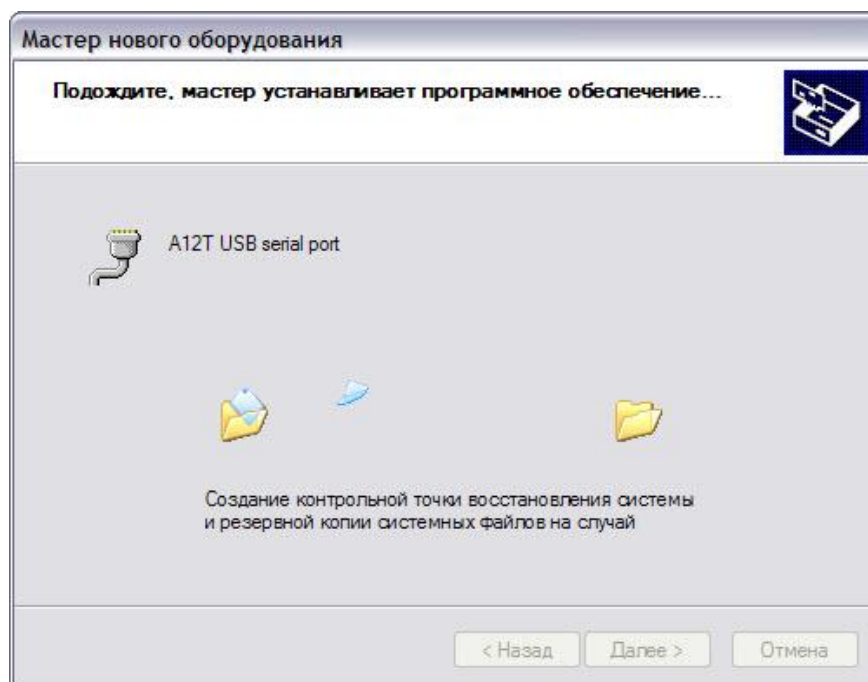 Мастер нового оборудования
Подождите, мастер устанавливает программное обеспечение...
A12T USB serial port
Создание контрольной точки восстановления системы
и резервной копии системных файлов на случай
< Назад
Далее >
Отмена